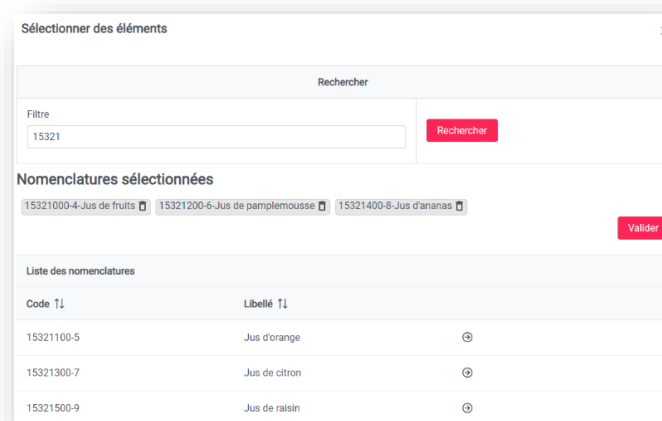 Sélectionner des éléments
Rechercher
Filtre
15321
Rechercher
Nomenclatures sélectionnées
15321000-4-Jus de fruits 15321200-6-Jus de pamplemousse 15321400-8-Jus d'ananas
Valider
Liste des nomenclatures
Code Libellé
15321100-5 Jus d'orange
15321300-7 Jus de citron
15321500-9 Jus de raisin